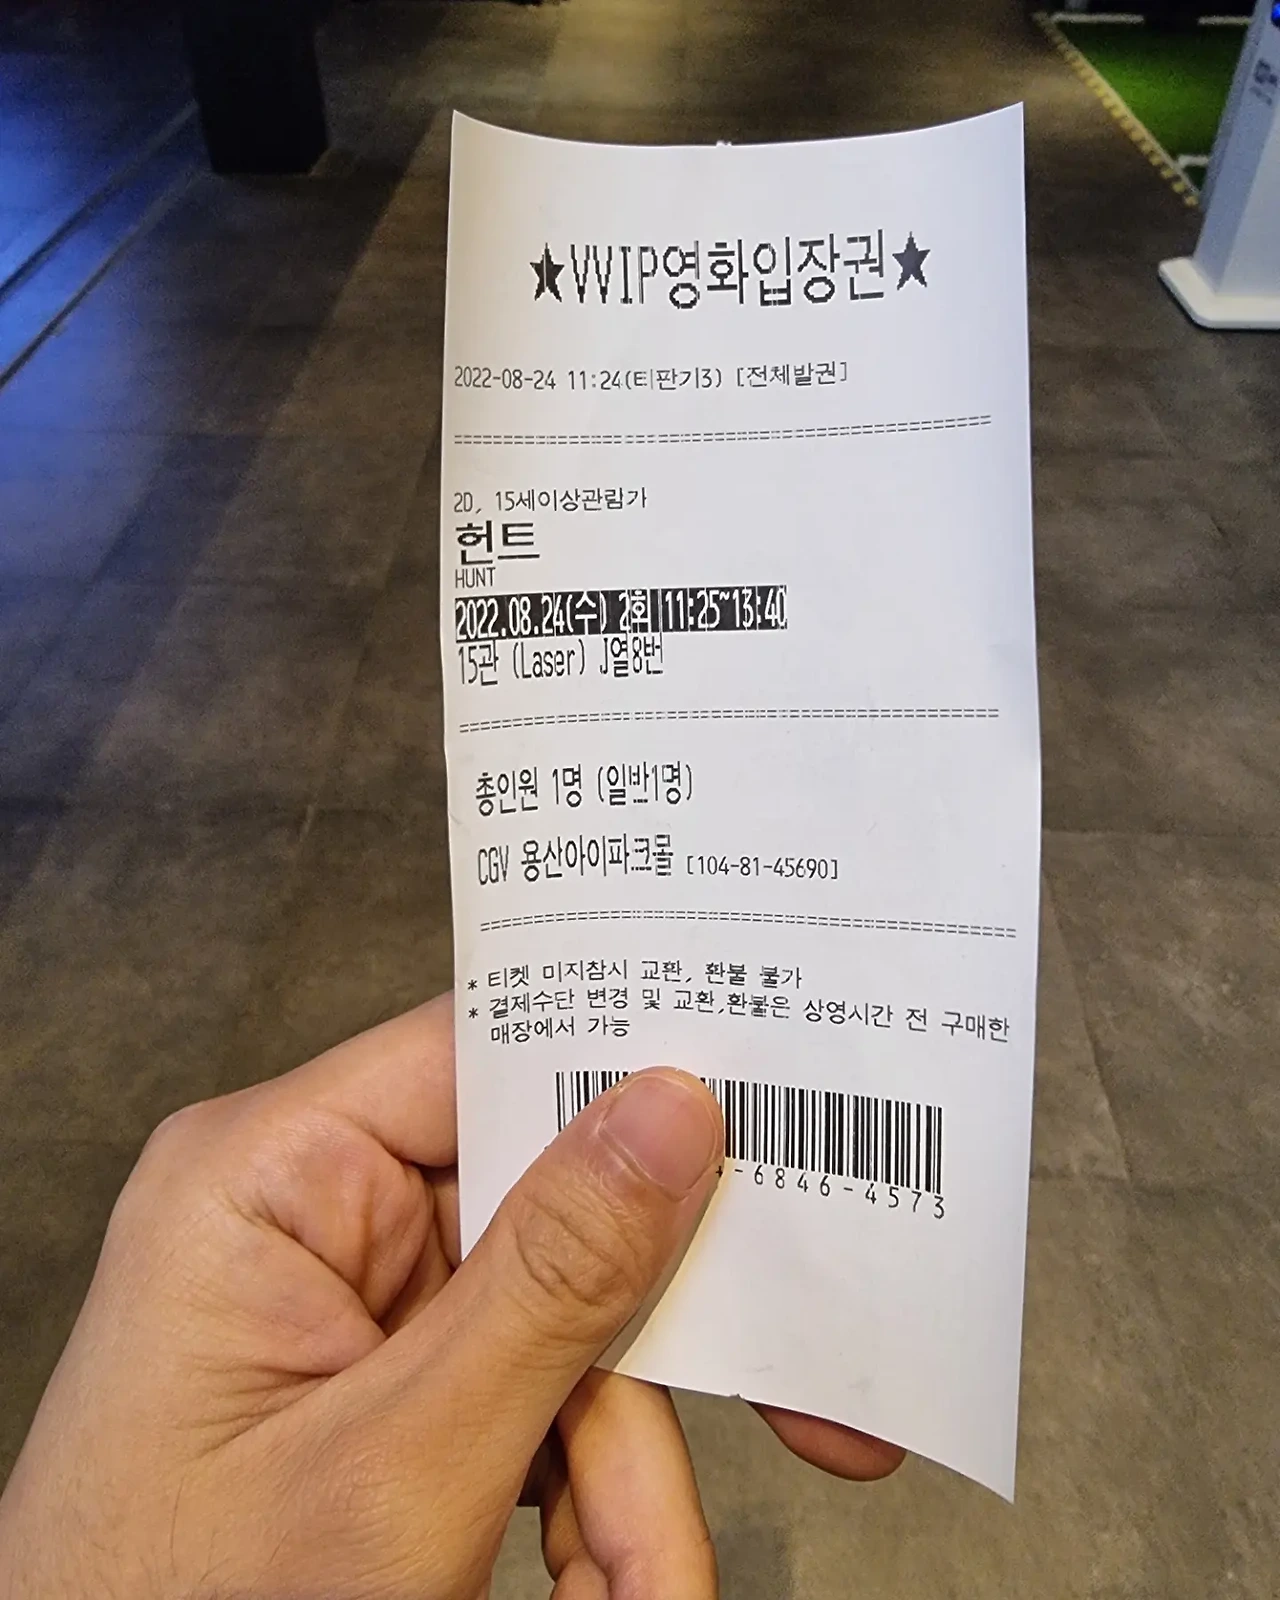 ★VVIP영화입장권★
2022-08-24 11:24(티판기3) [전체발권]
2D, 15세이상관람가
헌트
HUNT
2022.08.24(수) 2회 11:25~13:40
15관 (Laser) J열8번
총인원 1명 (일반1명)
CGV 용산아이파크몰 [104-81-45690]
* 티켓 미지참시 교환, 환불 불가
* 결제수단 변경 및 교환,환불은 상영시간 전 구매한
매장에서 가능
-6846-4573